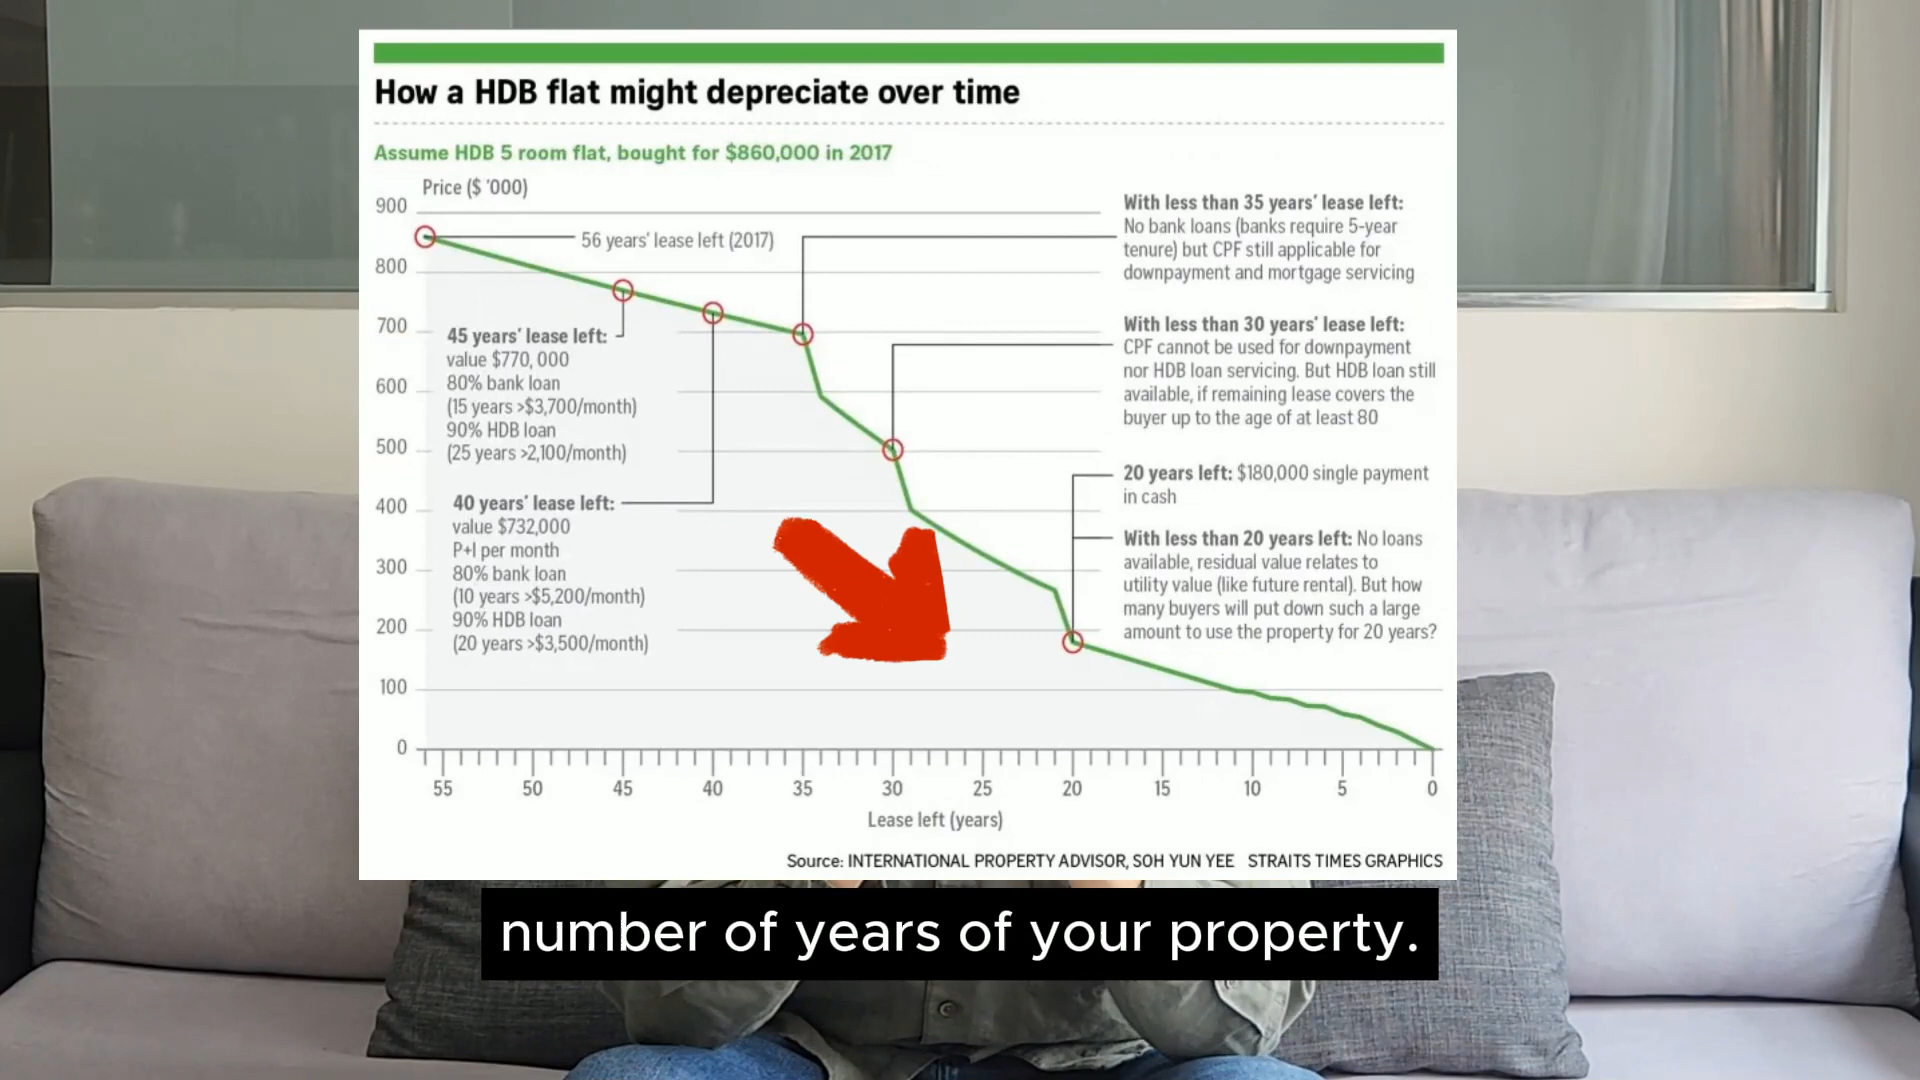 How a HDB flat might depreciate over time
Assume HDB 5 room flat, bought for $860,000 in 2017
Price ($ '000)
900
800
700
600
500
400
300
200
100
0
56 years' lease left (2017)
45 years' lease left:
value $770, 000
80% bank loan
(15 years >$3,700/month)
90% HDB loan
(25 years >2,100/month)
40 years' lease left:
value $732,000
P+I per month
80% bank loan
(10 years >$5,200/month)
90% HDB loan
(20 years >$3,500/month)
With less than 35 years' lease left:
No bank loans (banks require 5-year
tenure) but CPF still applicable for
downpayment and mortgage servicing
With less than 30 years' lease left:
CPF cannot be used for downpayment
nor HDB loan servicing. But HDB loan still
available, if remaining lease covers the
buyer up to the age of at least 80
20 years left: $180,000 single payment
in cash
With less than 20 years left: No loans
available, residual value relates to
utility value (like future rental). But how
many buyers will put down such a large
amount to use the property for 20 years?
55 50 45 40 35 30 25 20 15 10 5 0
Lease left (years)
Source: INTERNATIONAL PROPERTY ADVISOR, SOH YUN YEE STRAITS TIMES GRAPHICS
number of years of your property.